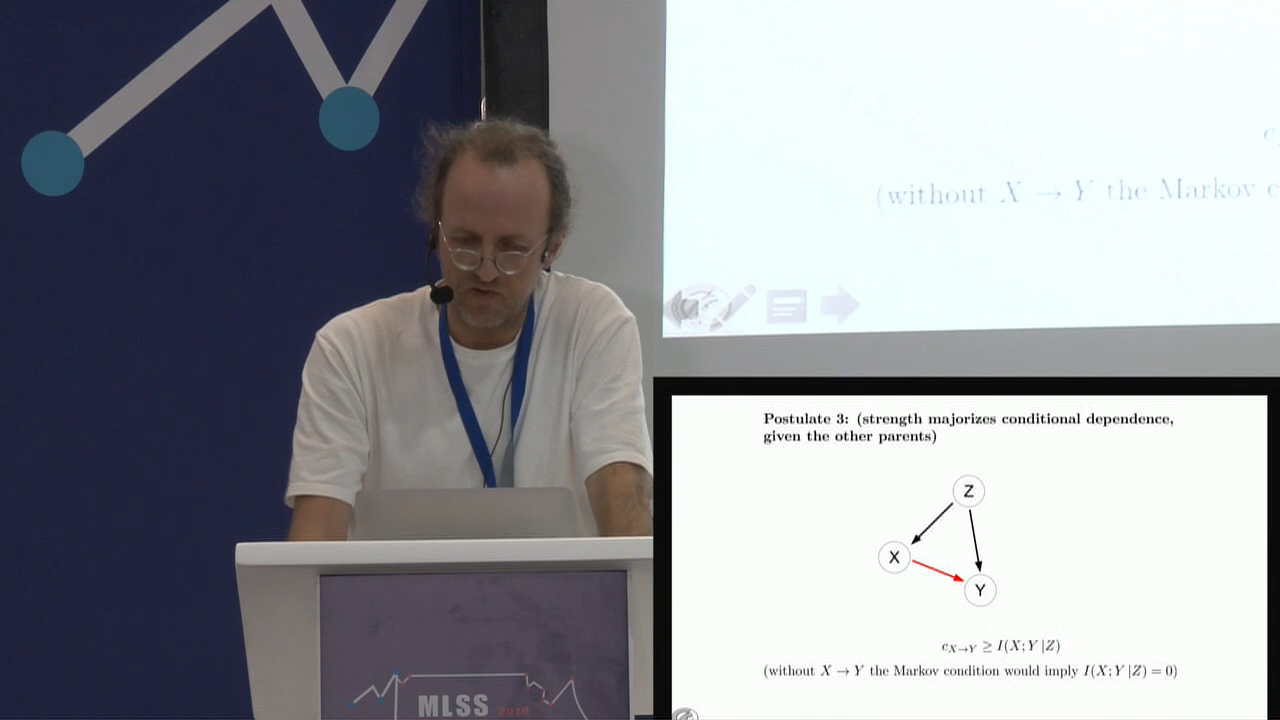 (without X → Y the Markov c
Postulate 3: (strength majorizes conditional dependence,
given the other parents)
Z
X
Y
c_{X→Y} ≥ I(X; Y | Z)
(without X → Y the Markov condition would imply I(X; Y | Z) = 0)
MLSS